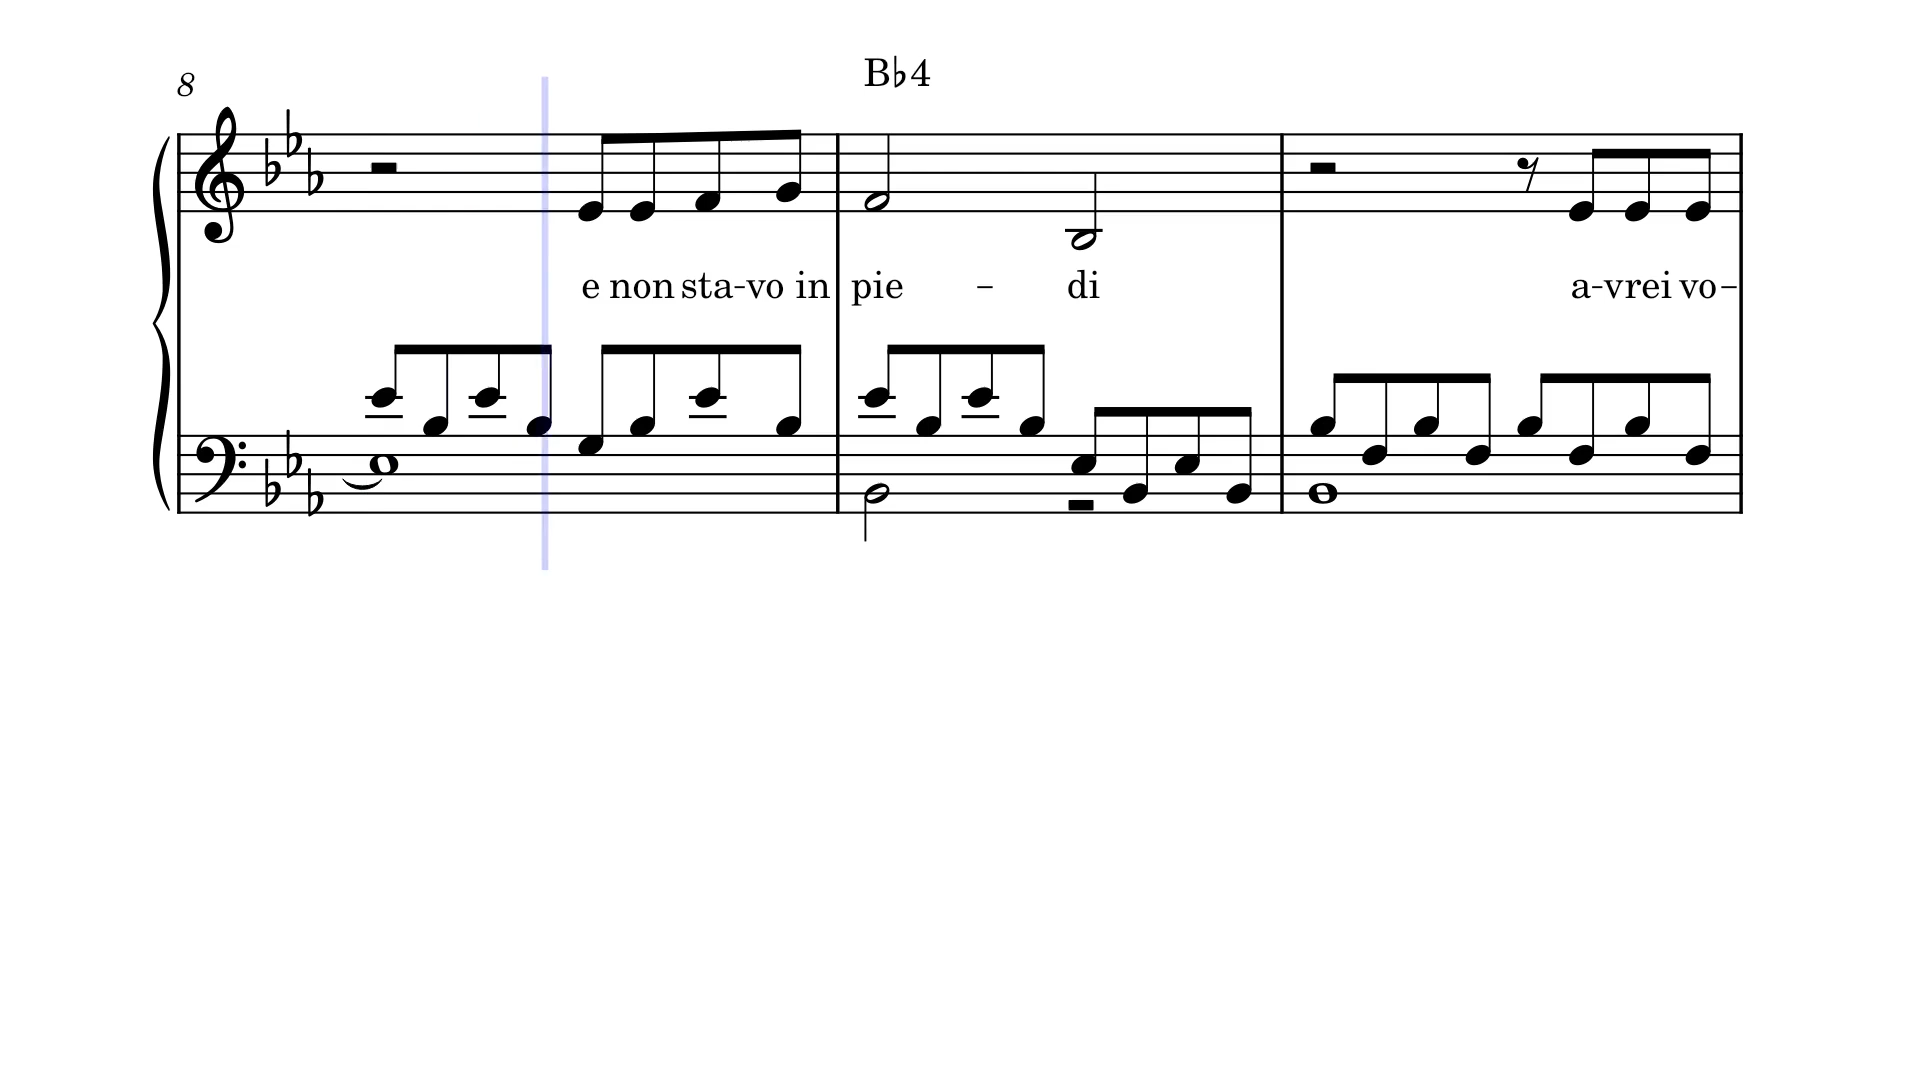 8
B♭4
e non sta-vo in pie - di a-vrei vo-